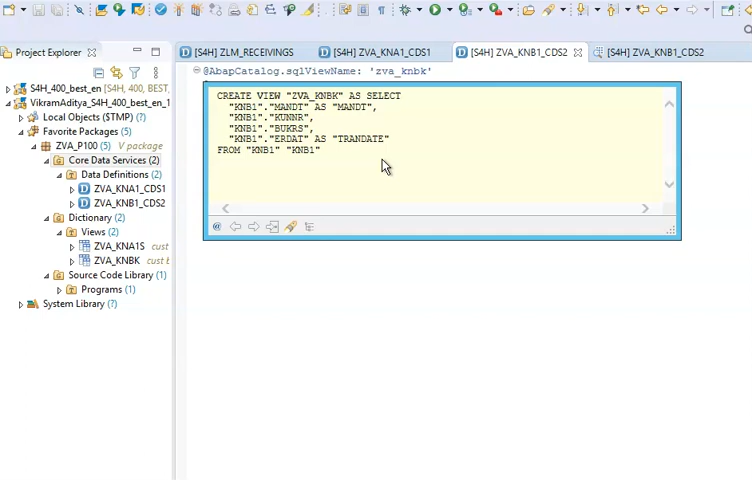 Project Explorer
[S4H] ZLM_RECEIVINGS
[S4H] ZVA_KNA1_CDS1
[S4H] ZVA_KNB1_CDS2
[S4H] ZVA_KNB1_CDS2
S4H_400_best_en [S4H, 400, BEST,
VikramAditya_S4H_400_best_en_1
Local Objects ($TMP) (?)
Favorite Packages (5)
ZVA_P100 (5) V package
Core Data Services (2)
Data Definitions (2)
ZVA_KNA1_CDS1
ZVA_KNB1_CDS2
Dictionary (2)
Views (2)
ZVA_KNA1S cust
ZVA_KNBK cust
Source Code Library (1)
Programs (1)
System Library (?)
@AbapCatalog.sqlViewName: 'zva_knbk'
CREATE VIEW "ZVA_KNBK" AS SELECT
"KNB1"."MANDT" AS "MANDT",
"KNB1"."KUNNR",
"KNB1"."BUKRS",
"KNB1"."ERDAT" AS "TRANDATE"
FROM "KNB1" "KNB1"